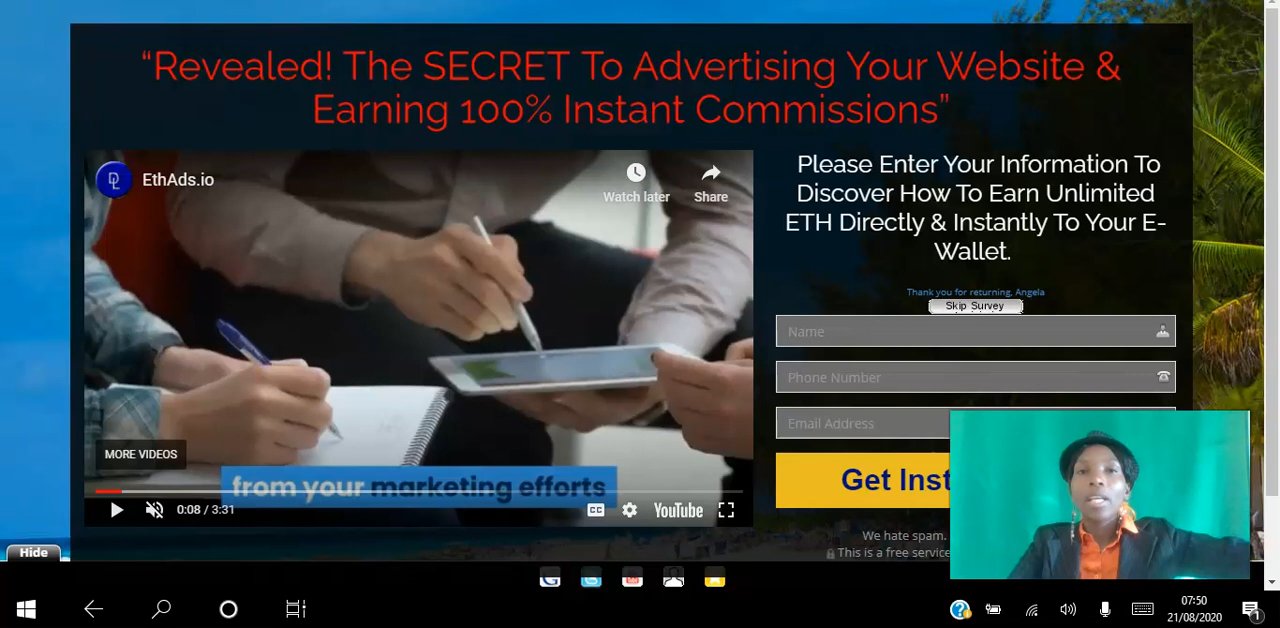 “Revealed! The SECRET To Advertising Your Website &
Earning 100% Instant Commissions”
EthAds.io
Watch later
Share
MORE VIDEOS
from your marketing efforts
0:08 / 3:31
CC
YouTube
Please Enter Your Information To
Discover How To Earn Unlimited
ETH Directly & Instantly To Your E-
Wallet.
Thank you for returning, Angela
Skip Survey
Name
Phone Number
Email Address
Get Inst
We hate spam.
This is a free service
Hide
07:50
21/08/2020
1